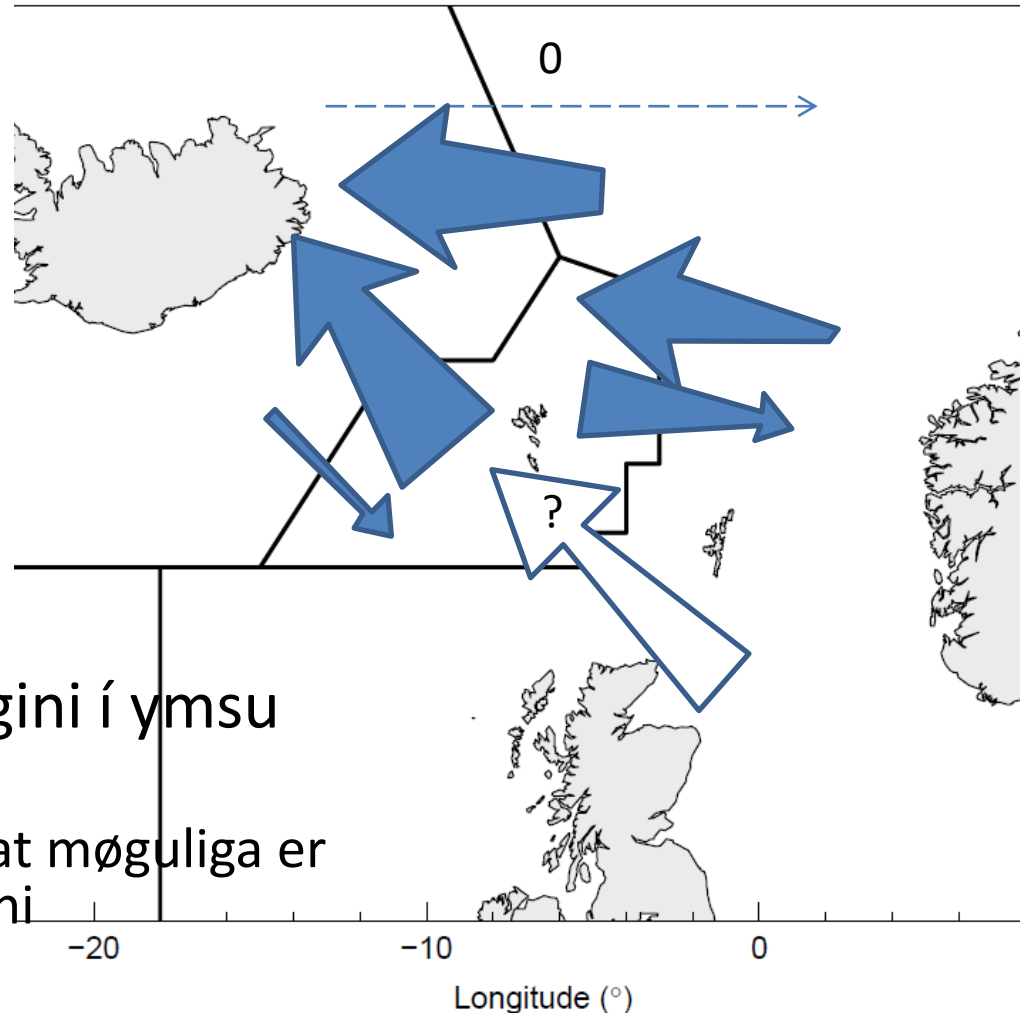 0
?
gini í ymsu
at møguliga er
ni
−20 −10 0
Longitude (°)